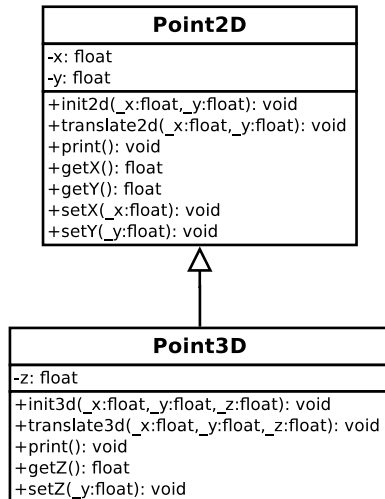 Point2D
-x: float
-y: float
+init2d(_x:float,_y:float): void
+translate2d(_x:float,_y:float): void
+print(): void
+getX(): float
+getY(): float
+setX(_x:float): void
+setY(_y:float): void
Point3D
-z: float
+init3d(_x:float,_y:float,_z:float): void
+translate3d(_x:float,_y:float,_z:float): void
+print(): void
+getZ(): float
+setZ(_y:float): void